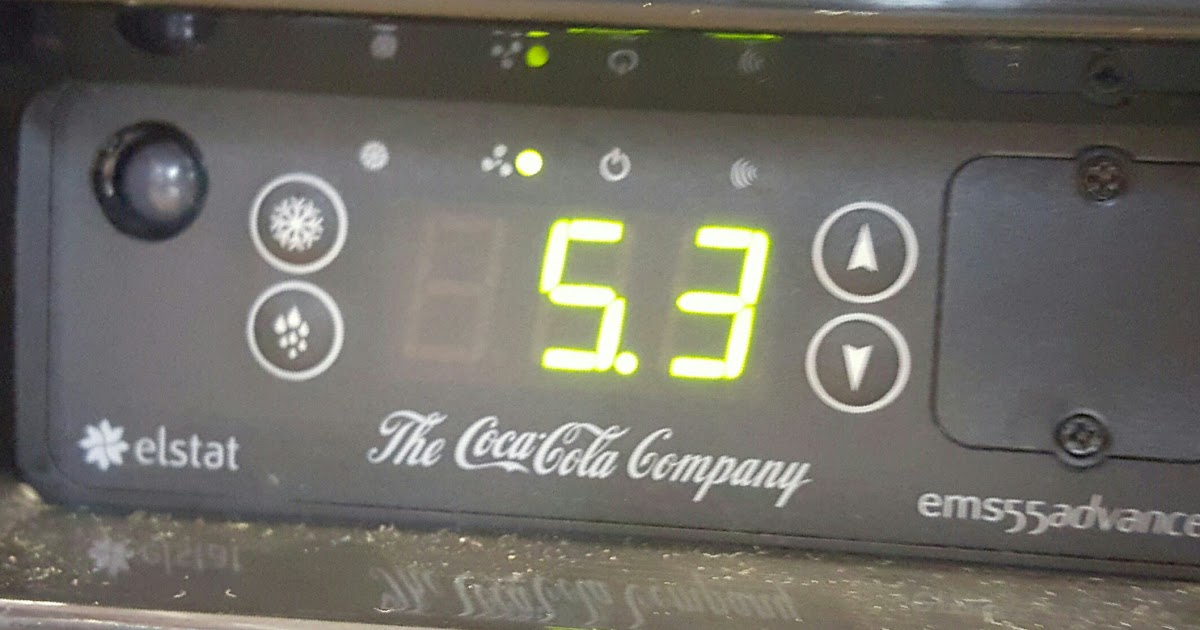 5.3
elstat
The Coca-Cola Company
ems55advance